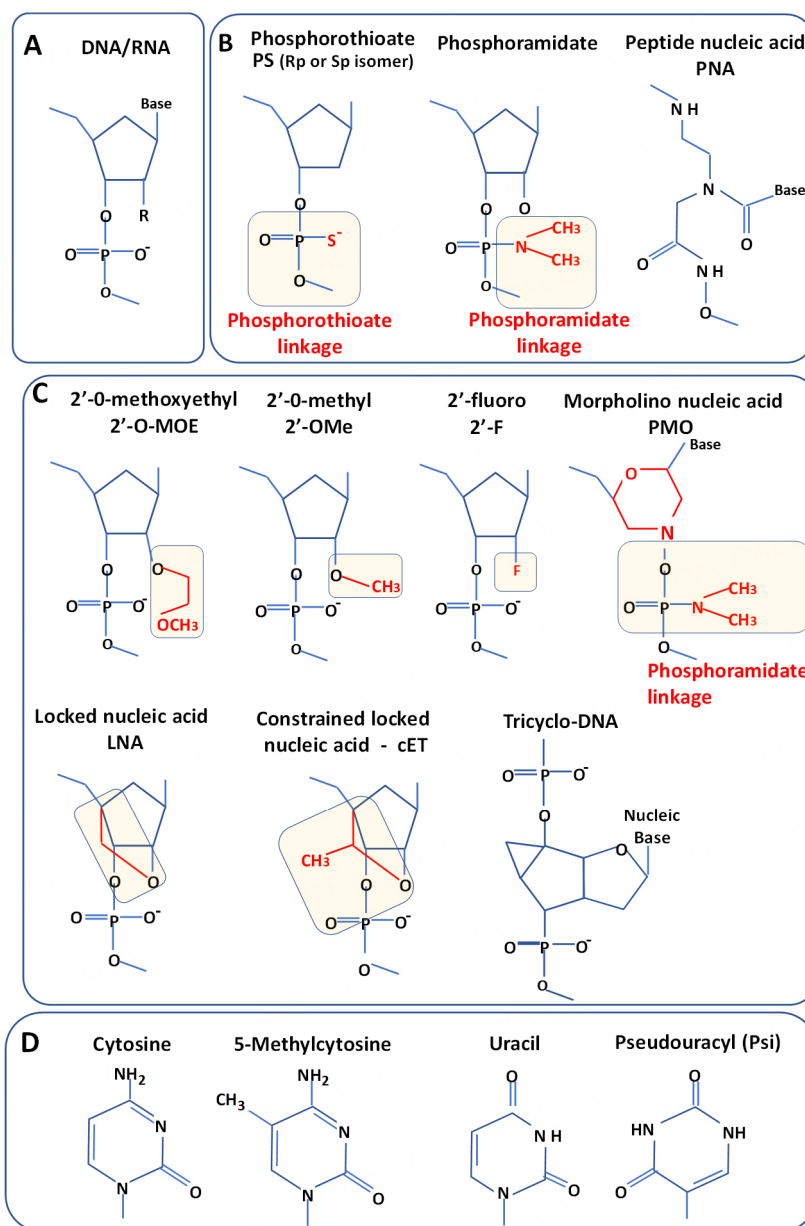 A
DNA/RNA
Base
O
R
O
P
O-
O
B
Phosphorothioate
PS (Rp or Sp isomer)
O
O
P
S-
O
Phosphorothioate
linkage
Phosphoramidate
O
O
O
P
N
CH3
CH3
O
Phosphoramidate
linkage
Peptide nucleic acid
PNA
N H
N
Base
O
O
N H
O
C
2’-0-methoxyethyl
2’-O-MOE
O
O
O
P
O-
OCH3
O
2’-0-methyl
2’-OMe
O
O
CH3
O
P
O-
O
2’-fluoro
2’-F
O
F
O
P
O-
O
Morpholino nucleic acid
PMO
Base
O
N
O
CH3
O
P
N
CH3
O
Phosphoramidate
linkage
Locked nucleic acid
LNA
O
O
O
P
O-
O
Constrained locked
nucleic acid - cET
CH3
O
O
O
P
O-
O
Tricyclo-DNA
O
P
O-
O
Nucleic
Base
O
O
P
O-
O
D
Cytosine
NH2
N
N
O
5-Methylcytosine
NH2
CH3
N
N
O
Uracil
O
N H
N
O
Pseudouracyl (Psi)
O
HN
NH
O